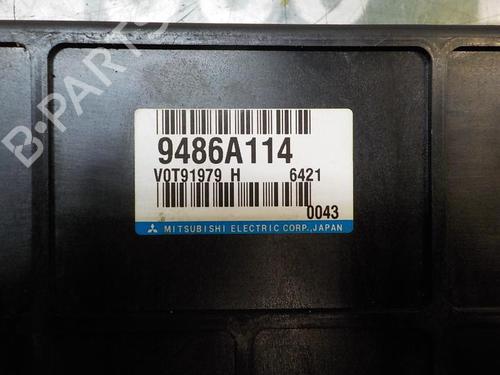 9486A114
V0T91979 H 6421
0043
MITSUBISHI ELECTRIC CORP., JAPAN
B-PARTS